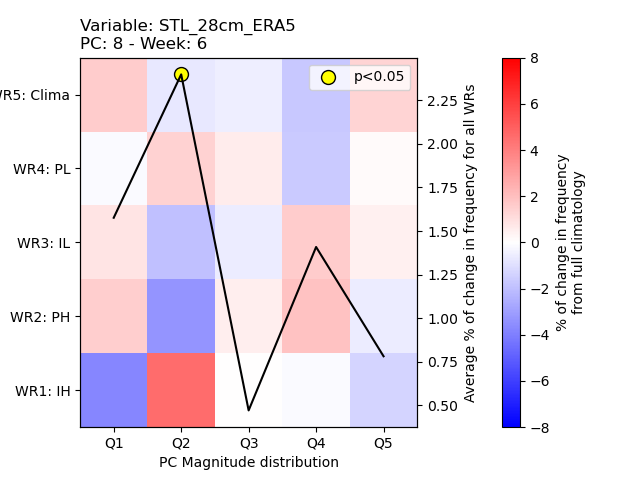 Variable: STL_28cm_ERA5
PC: 8 - Week: 6
p<0.05
WR5: Clima
WR4: PL
WR3: IL
WR2: PH
WR1: IH
Q1 Q2 Q3 Q4 Q5
PC Magnitude distribution
2.25
2.00
1.75
1.50
1.25
1.00
0.75
0.50
Average % of change in frequency for all WRs
8
6
4
2
0
−2
−4
−6
−8
% of change in frequency
from full climatology